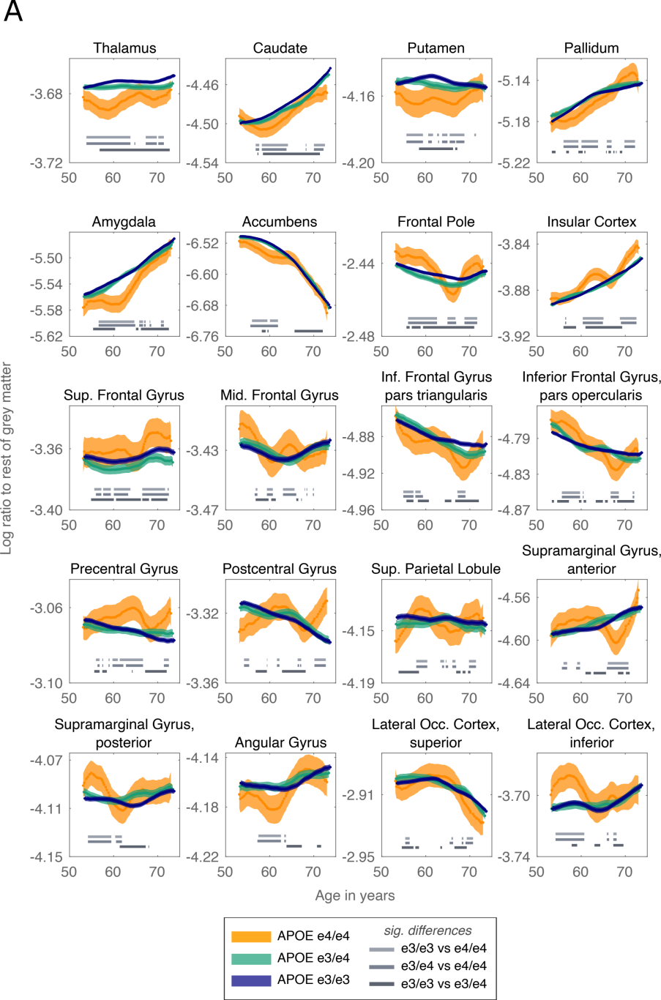 A
Thalamus
Caudate
Putamen
Pallidum
-3.68
-3.72
50 60 70
-4.46
-4.50
-4.54
50 60 70
-4.16
-4.20
50 60 70
-5.14
-5.18
-5.22
50 60 70
Amygdala
Accumbens
Frontal Pole
Insular Cortex
-5.50
-5.54
-5.58
-5.62
50 60 70
-6.52
-6.60
-6.68
-6.76
50 60 70
-2.44
-2.48
50 60 70
-3.84
-3.88
-3.92
50 60 70
Log ratio to rest of grey matter
Sup. Frontal Gyrus
Mid. Frontal Gyrus
Inf. Frontal Gyrus
pars triangularis
Inferior Frontal Gyrus,
pars opercularis
-3.36
-3.40
50 60 70
-3.43
-3.47
50 60 70
-4.88
-4.92
-4.96
50 60 70
-4.79
-4.83
-4.87
50 60 70
Precentral Gyrus
Postcentral Gyrus
Sup. Parietal Lobule
Supramarginal Gyrus,
anterior
-3.06
-3.10
50 60 70
-3.32
-3.36
50 60 70
-4.15
-4.19
50 60 70
-4.56
-4.60
-4.64
50 60 70
Supramarginal Gyrus,
posterior
Angular Gyrus
Lateral Occ. Cortex,
superior
Lateral Occ. Cortex,
inferior
-4.07
-4.11
-4.15
50 60 70
-4.14
-4.18
-4.22
50 60 70
-2.91
-2.95
50 60 70
-3.70
-3.74
50 60 70
Age in years
APOE e4/e4
APOE e3/e4
APOE e3/e3
sig. differences
e3/e3 vs e4/e4
e3/e4 vs e4/e4
e3/e3 vs e3/e4